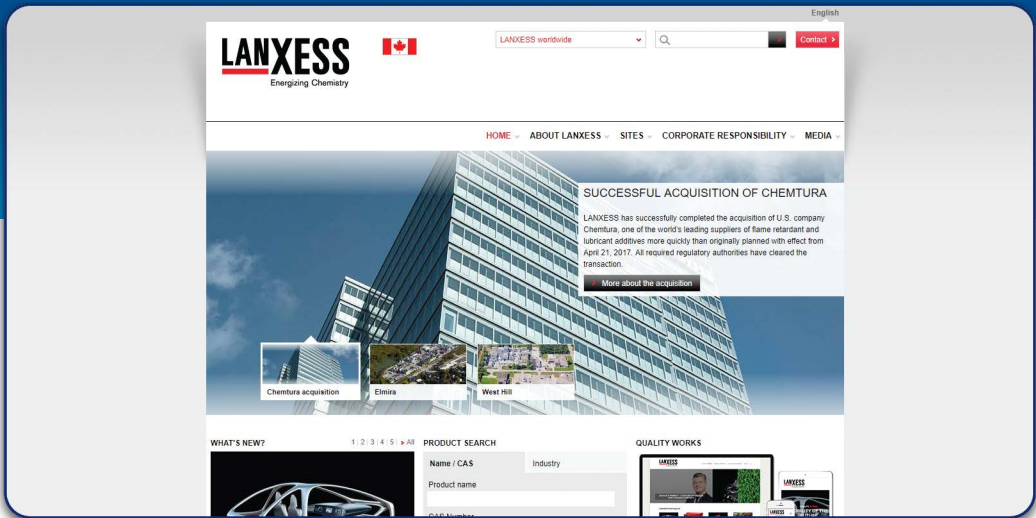 English
LANXESS
Energizing Chemistry
LANXESS worldwide
Contact
HOME ABOUT LANXESS SITES CORPORATE RESPONSIBILITY MEDIA
SUCCESSFUL ACQUISITION OF CHEMTURA
LANXESS has successfully completed the acquisition of U.S. company
Chemtura, one of the world's leading suppliers of flame retardant and
lubricant additives more quickly than originally planned with effect from
April 21, 2017. All required regulatory authorities have cleared the
transaction.
More about the acquisition
Chemtura acquisition
Elmira
West Hill
WHAT'S NEW? 1 | 2 | 3 | 4 | 5 | All
PRODUCT SEARCH
Name / CAS
Industry
Product name
CAS Number
QUALITY WORKS
LANXESS
LANXESS
LANXESS